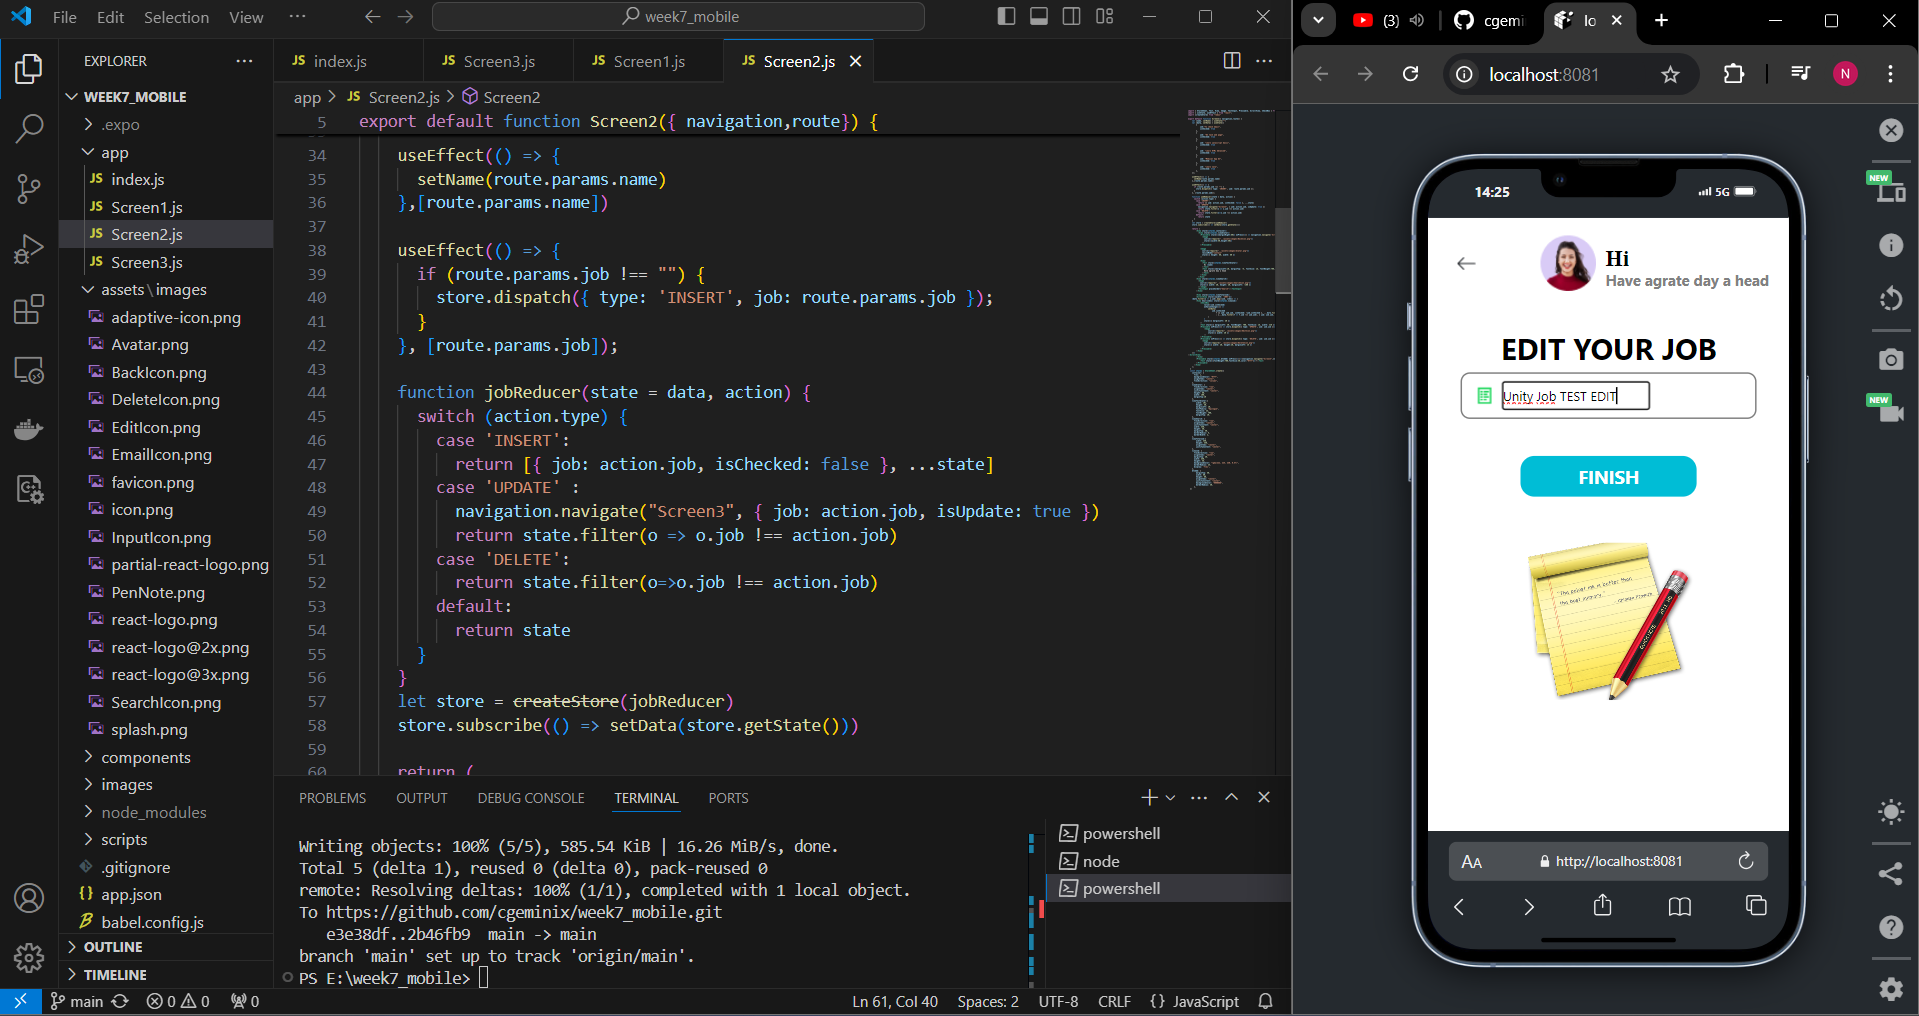 File Edit Selection View ··· week7_mobile
EXPLORER ···
WEEK7_MOBILE
.expo
app
JS index.js
JS Screen1.js
JS Screen2.js
JS Screen3.js
assets\images
adaptive-icon.png
Avatar.png
BackIcon.png
DeleteIcon.png
EditIcon.png
EmailIcon.png
favicon.png
icon.png
InputIcon.png
partial-react-logo.png
PenNote.png
react-logo.png
react-logo@2x.png
react-logo@3x.png
SearchIcon.png
splash.png
components
images
node_modules
scripts
.gitignore
{} app.json
babel.config.js
OUTLINE
TIMELINE
JS index.js JS Screen3.js JS Screen1.js JS Screen2.js
app > JS Screen2.js > Screen2
5 export default function Screen2({ navigation,route}) {
34 useEffect(() => {
35 setName(route.params.name)
36 },[route.params.name])
37
38 useEffect(() => {
39 if (route.params.job !== "") {
40 store.dispatch({ type: 'INSERT', job: route.params.job });
41 }
42 }, [route.params.job]);
43
44 function jobReducer(state = data, action) {
45 switch (action.type) {
46 case 'INSERT':
47 return [{ job: action.job, isChecked: false }, ...state]
48 case 'UPDATE' :
49 navigation.navigate("Screen3", { job: action.job, isUpdate: true })
50 return state.filter(o => o.job !== action.job)
51 case 'DELETE':
52 return state.filter(o=>o.job !== action.job)
53 default:
54 return state
55 }
56 }
57 let store = createStore(jobReducer)
58 store.subscribe(() => setData(store.getState()))
59
60 return (
PROBLEMS OUTPUT DEBUG CONSOLE TERMINAL PORTS
Writing objects: 100% (5/5), 585.54 KiB | 16.26 MiB/s, done.
Total 5 (delta 1), reused 0 (delta 0), pack-reused 0
remote: Resolving deltas: 100% (1/1), completed with 1 local object.
To https://github.com/cgeminix/week7_mobile.git
e3e38df..2b46fb9 main -> main
branch 'main' set up to track 'origin/main'.
PS E:\week7_mobile>
powershell
node
powershell
main 0 0 0 Ln 61, Col 40 Spaces: 2 UTF-8 CRLF {} JavaScript
(3) cgemi lo
localhost:8081 N
NEW
NEW
14:25 5G
Hi
Have agrate day a head
EDIT YOUR JOB
Unity Job TEST EDIT
FINISH
AA http://localhost:8081